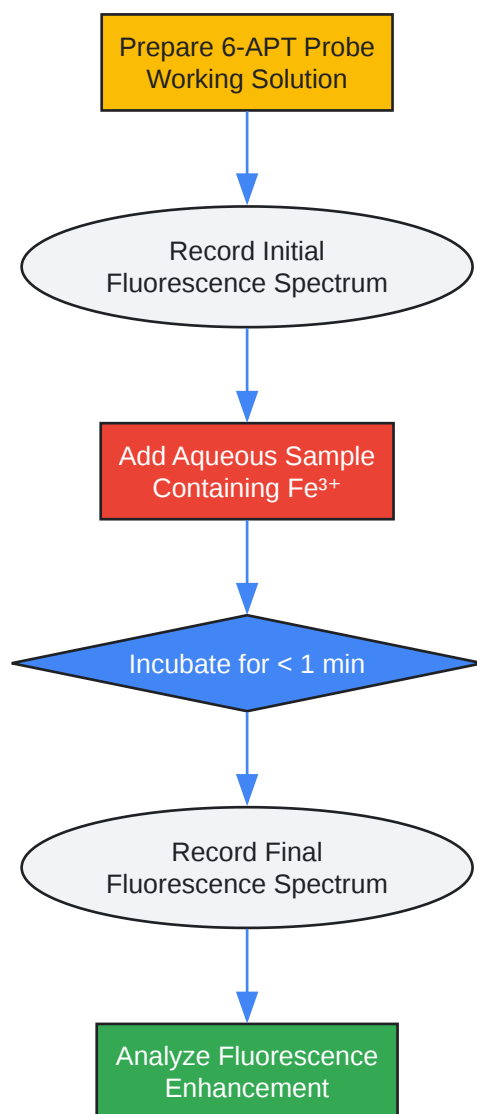 Prepare 6-APT Probe
Working Solution
Record Initial
Fluorescence Spectrum
Add Aqueous Sample
Containing Fe³⁺
Incubate for < 1 min
Record Final
Fluorescence Spectrum
Analyze Fluorescence
Enhancement